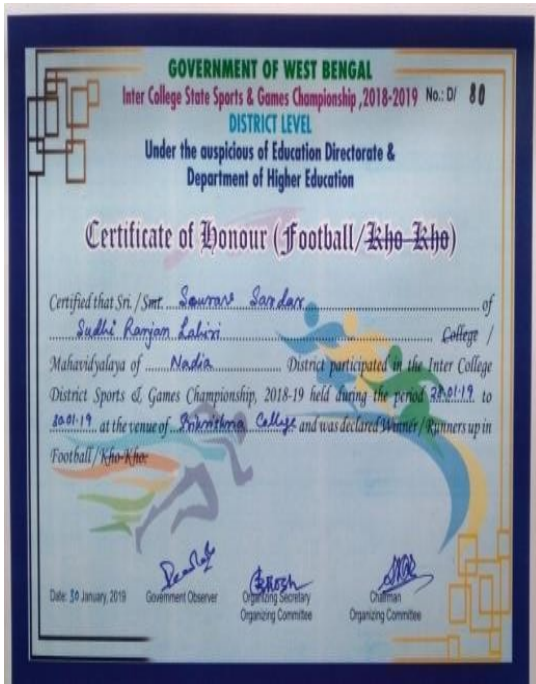 GOVERNMENT OF WEST BENGAL
Inter College State Sports & Games Championship ,2018-2019 No.: D/ 80
DISTRICT LEVEL
Under the auspicious of Education Directorate &
Department of Higher Education
Certificate of Honour (Football/Kho Kho)
Certified that Sri. /Smt. Sourav Sardar of
Sudhi Ranjan Lahiri College /
Mahavidyalaya of Nadia District participated in the Inter College
District Sports & Games Championship, 2018-19 held during the period 28.01.19 to
30.01.19 at the venue of College and was declared Winner / Runners up in
Football / Kho-Kho.
Date: 30 January, 2019 Government Observer Organizing Secretary Chairman
Organizing Committee Organizing Committee